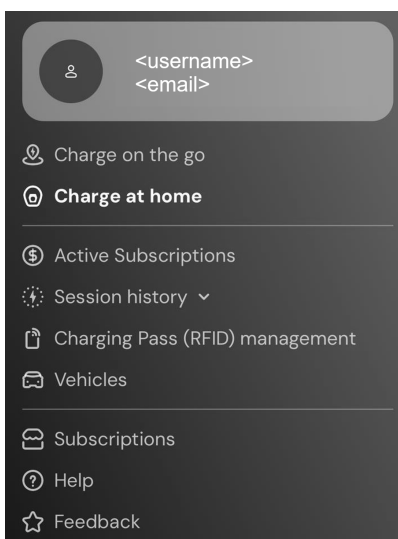 <username>
<email>
Charge on the go
Charge at home
Active Subscriptions
Session history
Charging Pass (RFID) management
Vehicles
Subscriptions
Help
Feedback